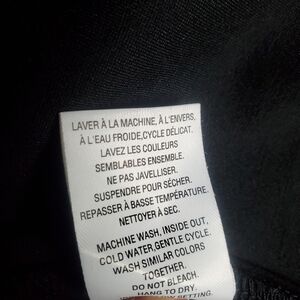 LAVER À LA MACHINE, À L'ENVERS,
À L'EAU FROIDE, CYCLE DÉLICAT.
LAVEZ LES COULEURS
SEMBLABLES ENSEMBLE.
NE PAS JAVELLISER.
SUSPENDRE POUR SÉCHER.
REPASSER À BASSE TEMPÉRATURE.
NETTOYER À SEC.
MACHINE WASH, INSIDE OUT,
COLD WATER, GENTLE CYCLE.
WASH SIMILAR COLORS
TOGETHER.
DO NOT BLEACH.
HANG TO DRY.
SETTING.